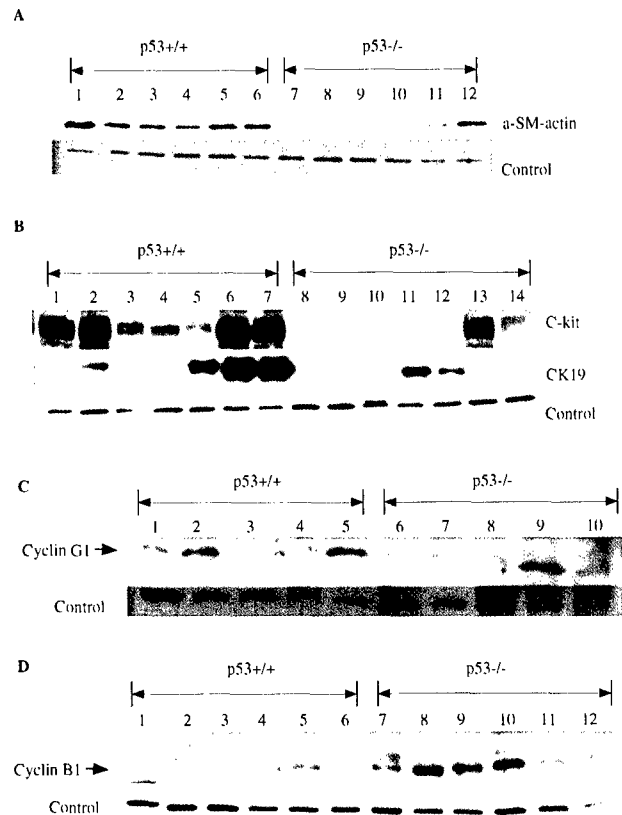 A
p53+/+ p53-/-
1 2 3 4 5 6 7 8 9 10 11 12
a-SM-actin
Control
B
p53+/+ p53-/-
1 2 3 4 5 6 7 8 9 10 11 12 13 14
C-kit
CK19
Control
C
p53+/+ p53-/-
1 2 3 4 5 6 7 8 9 10
Cyclin G1
Control
D
p53+/+ p53-/-
1 2 3 4 5 6 7 8 9 10 11 12
Cyclin B1
Control